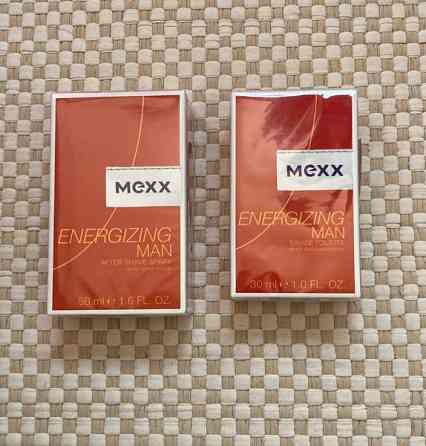 MEXX
ENERGIZING
MAN
AFTER SHAVE SPRAY
50 ml e 1.6 FL. OZ.
MEXX
ENERGIZING
MAN
EAU DE TOILETTE
30 ml e 1.0 FL. OZ.